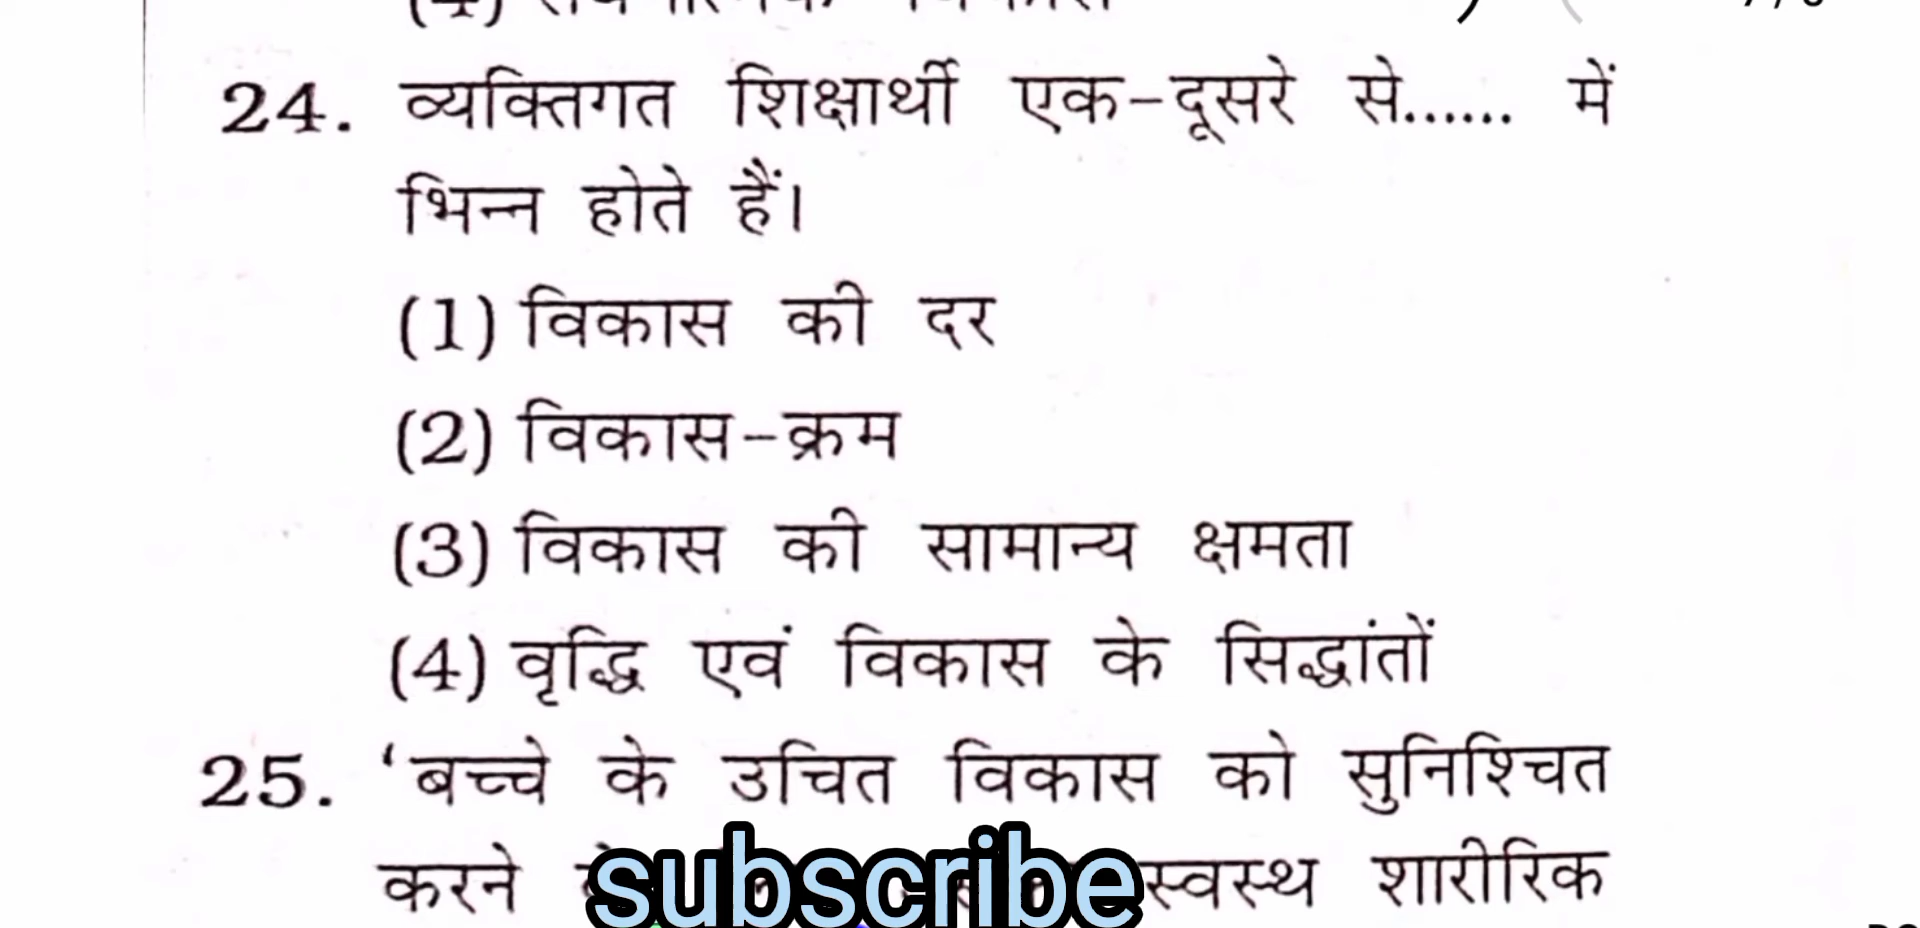 24. व्यक्तिगत शिक्षार्थी एक-दूसरे से...... में
भिन्न होते हैं।
(1) विकास की दर
(2) विकास-क्रम
(3) विकास की सामान्य क्षमता
(4) वृद्धि एवं विकास के सिद्धांतों
25. ‘बच्चे के उचित विकास को सुनिश्चित
करने स्वस्थ शारीरिक
subscribe